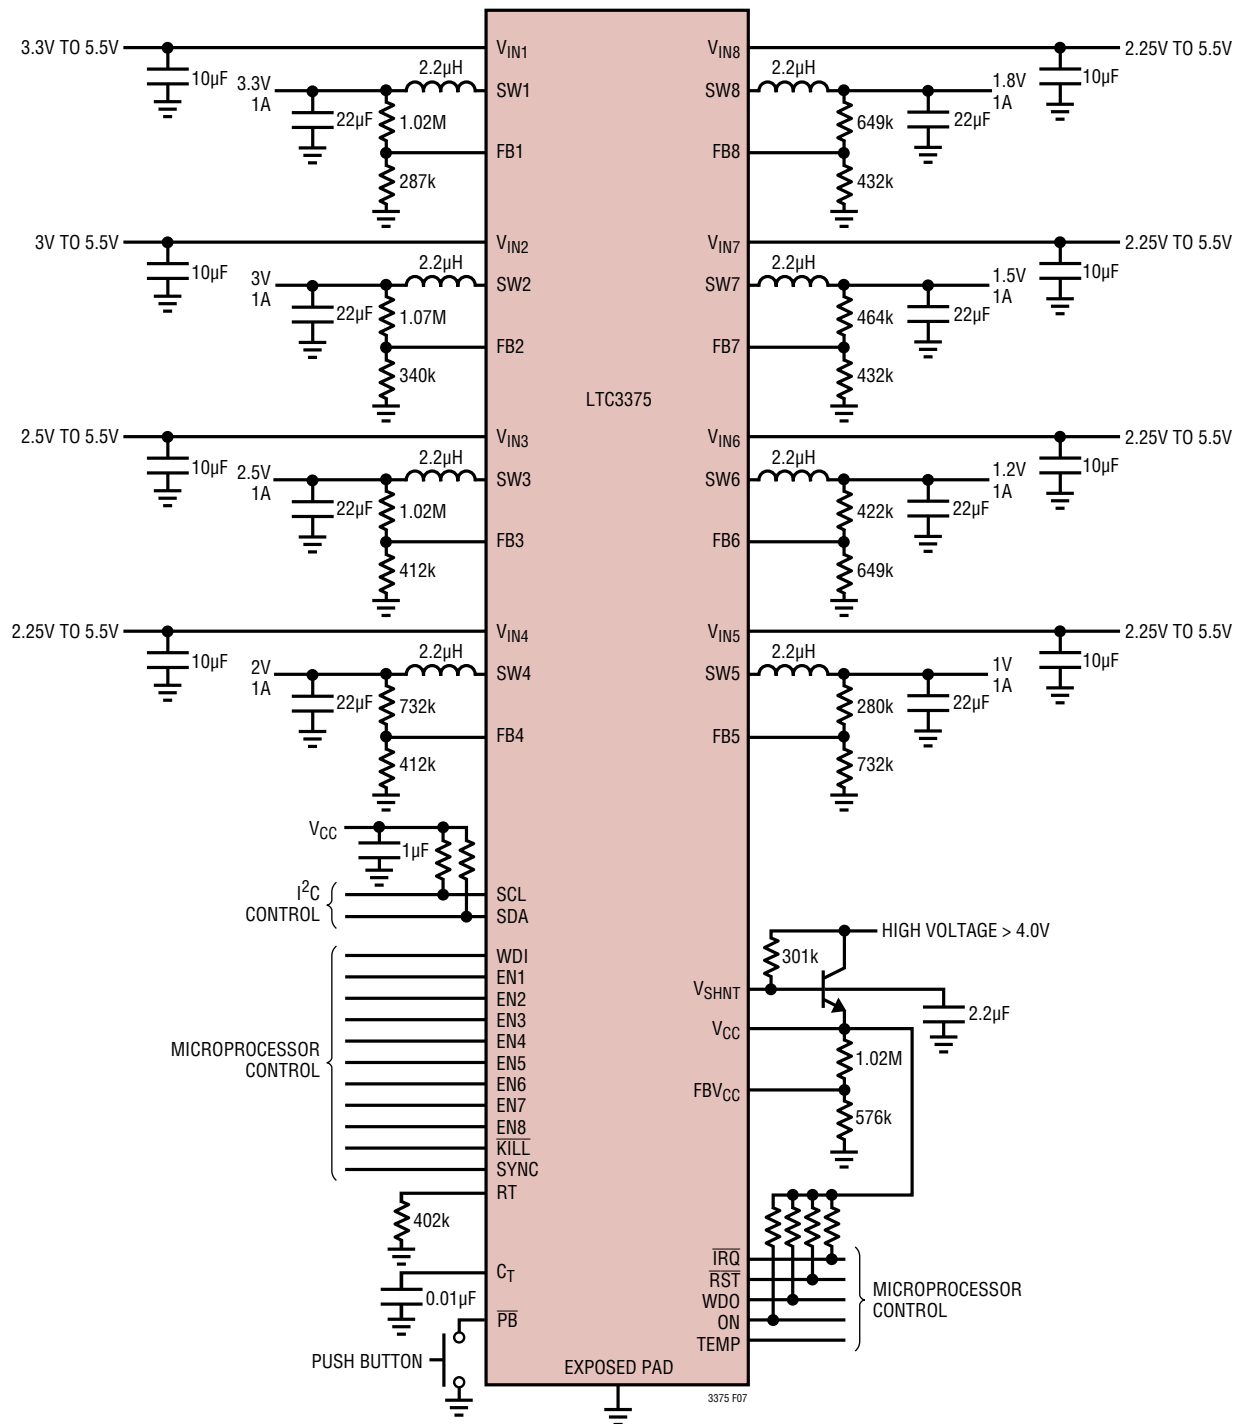 3.3V TO 5.5V
10µF
3.3V
1A
22µF
2.2µH
1.02M
287k
VIN1
SW1
FB1
3V TO 5.5V
10µF
3V
1A
22µF
2.2µH
1.07M
340k
VIN2
SW2
FB2
2.5V TO 5.5V
10µF
2.5V
1A
22µF
2.2µH
1.02M
412k
VIN3
SW3
FB3
2.25V TO 5.5V
10µF
2V
1A
22µF
2.2µH
732k
412k
VIN4
SW4
FB4
VCC
1µF
I2C
CONTROL
SCL
SDA
MICROPROCESSOR
CONTROL
WDI
EN1
EN2
EN3
EN4
EN5
EN6
EN7
EN8
KILL
SYNC
RT
402k
CT
0.01µF
PB
PUSH BUTTON
LTC3375
EXPOSED PAD
VIN8
SW8
FB8
2.2µH
649k
432k
22µF
1.8V
1A
10µF
2.25V TO 5.5V
VIN7
SW7
FB7
2.2µH
464k
432k
22µF
1.5V
1A
10µF
2.25V TO 5.5V
VIN6
SW6
FB6
2.2µH
422k
649k
22µF
1.2V
1A
10µF
2.25V TO 5.5V
VIN5
SW5
FB5
2.2µH
280k
732k
22µF
1V
1A
10µF
2.25V TO 5.5V
HIGH VOLTAGE > 4.0V
301k
VSHNT
2.2µF
VCC
1.02M
FBVCC
576k
IRQ
RST
WDO
ON
TEMP
MICROPROCESSOR
CONTROL
3375 F07